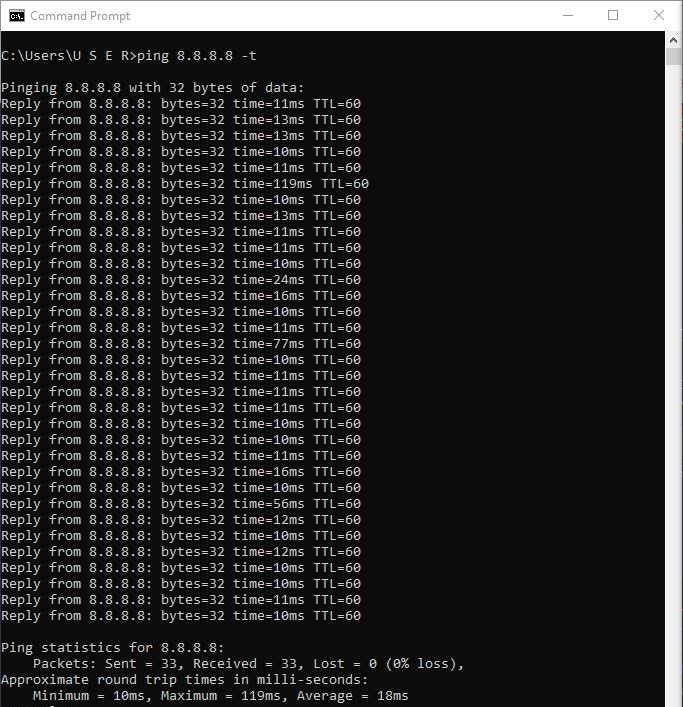 Command Prompt
C:\Users\U S E R>ping 8.8.8.8 -t
Pinging 8.8.8.8 with 32 bytes of data:
Reply from 8.8.8.8: bytes=32 time=11ms TTL=60
Reply from 8.8.8.8: bytes=32 time=13ms TTL=60
Reply from 8.8.8.8: bytes=32 time=13ms TTL=60
Reply from 8.8.8.8: bytes=32 time=10ms TTL=60
Reply from 8.8.8.8: bytes=32 time=11ms TTL=60
Reply from 8.8.8.8: bytes=32 time=119ms TTL=60
Reply from 8.8.8.8: bytes=32 time=10ms TTL=60
Reply from 8.8.8.8: bytes=32 time=13ms TTL=60
Reply from 8.8.8.8: bytes=32 time=11ms TTL=60
Reply from 8.8.8.8: bytes=32 time=11ms TTL=60
Reply from 8.8.8.8: bytes=32 time=10ms TTL=60
Reply from 8.8.8.8: bytes=32 time=24ms TTL=60
Reply from 8.8.8.8: bytes=32 time=16ms TTL=60
Reply from 8.8.8.8: bytes=32 time=10ms TTL=60
Reply from 8.8.8.8: bytes=32 time=11ms TTL=60
Reply from 8.8.8.8: bytes=32 time=77ms TTL=60
Reply from 8.8.8.8: bytes=32 time=10ms TTL=60
Reply from 8.8.8.8: bytes=32 time=11ms TTL=60
Reply from 8.8.8.8: bytes=32 time=11ms TTL=60
Reply from 8.8.8.8: bytes=32 time=11ms TTL=60
Reply from 8.8.8.8: bytes=32 time=10ms TTL=60
Reply from 8.8.8.8: bytes=32 time=10ms TTL=60
Reply from 8.8.8.8: bytes=32 time=11ms TTL=60
Reply from 8.8.8.8: bytes=32 time=16ms TTL=60
Reply from 8.8.8.8: bytes=32 time=10ms TTL=60
Reply from 8.8.8.8: bytes=32 time=56ms TTL=60
Reply from 8.8.8.8: bytes=32 time=12ms TTL=60
Reply from 8.8.8.8: bytes=32 time=10ms TTL=60
Reply from 8.8.8.8: bytes=32 time=12ms TTL=60
Reply from 8.8.8.8: bytes=32 time=10ms TTL=60
Reply from 8.8.8.8: bytes=32 time=10ms TTL=60
Reply from 8.8.8.8: bytes=32 time=11ms TTL=60
Reply from 8.8.8.8: bytes=32 time=10ms TTL=60
Ping statistics for 8.8.8.8:
Packets: Sent = 33, Received = 33, Lost = 0 (0% loss),
Approximate round trip times in milli-seconds:
Minimum = 10ms, Maximum = 119ms, Average = 18ms